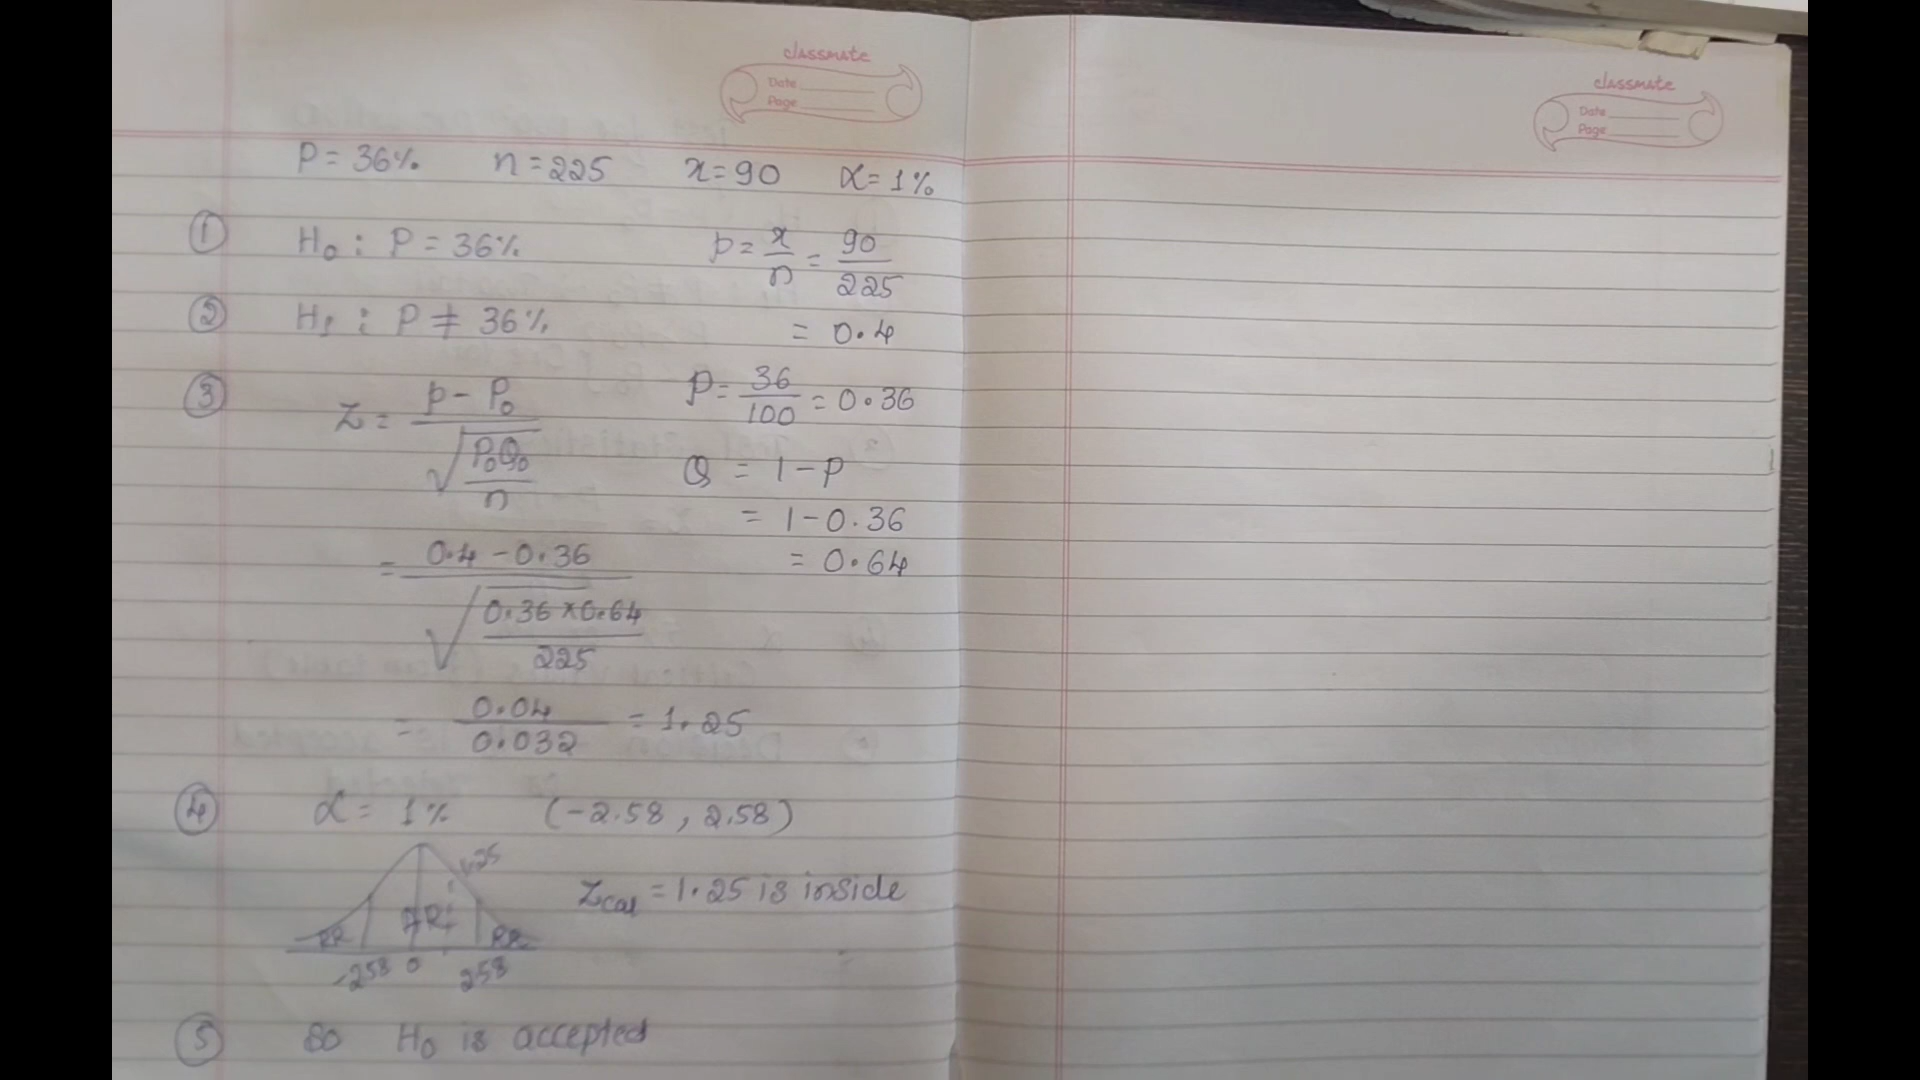 classmate
Date
Page
classmate
Date
Page
P = 36% n = 225 x = 90 α = 1%
① H₀ : P = 36% p = x/n = 90/225
② H₁ : P ≠ 36% = 0.4
③ Z = (p - P₀)/√(P₀Q₀/n) P = 36/100 = 0.36
Q = 1 - P
= 1 - 0.36
= (0.4 - 0.36)/√((0.36 × 0.64)/225) = 0.64
= 0.04/0.032 = 1.25
④ α = 1% (-2.58, 2.58)
1.25
Zcal = 1.25 is inside
RR AR RR
-2.58 0 2.58
⑤ So H₀ is accepted